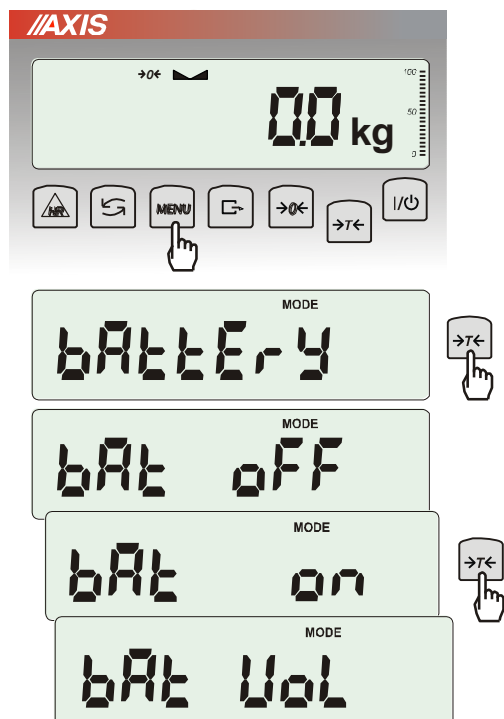 //AXIS
→0←
100
50
0
0.0 kg
HR
MENU
→0←
→T←
I/⏻
MODE
bAttErY
→T←
MODE
bAt oFF
MODE
bAt on
→T←
MODE
bAt UoL